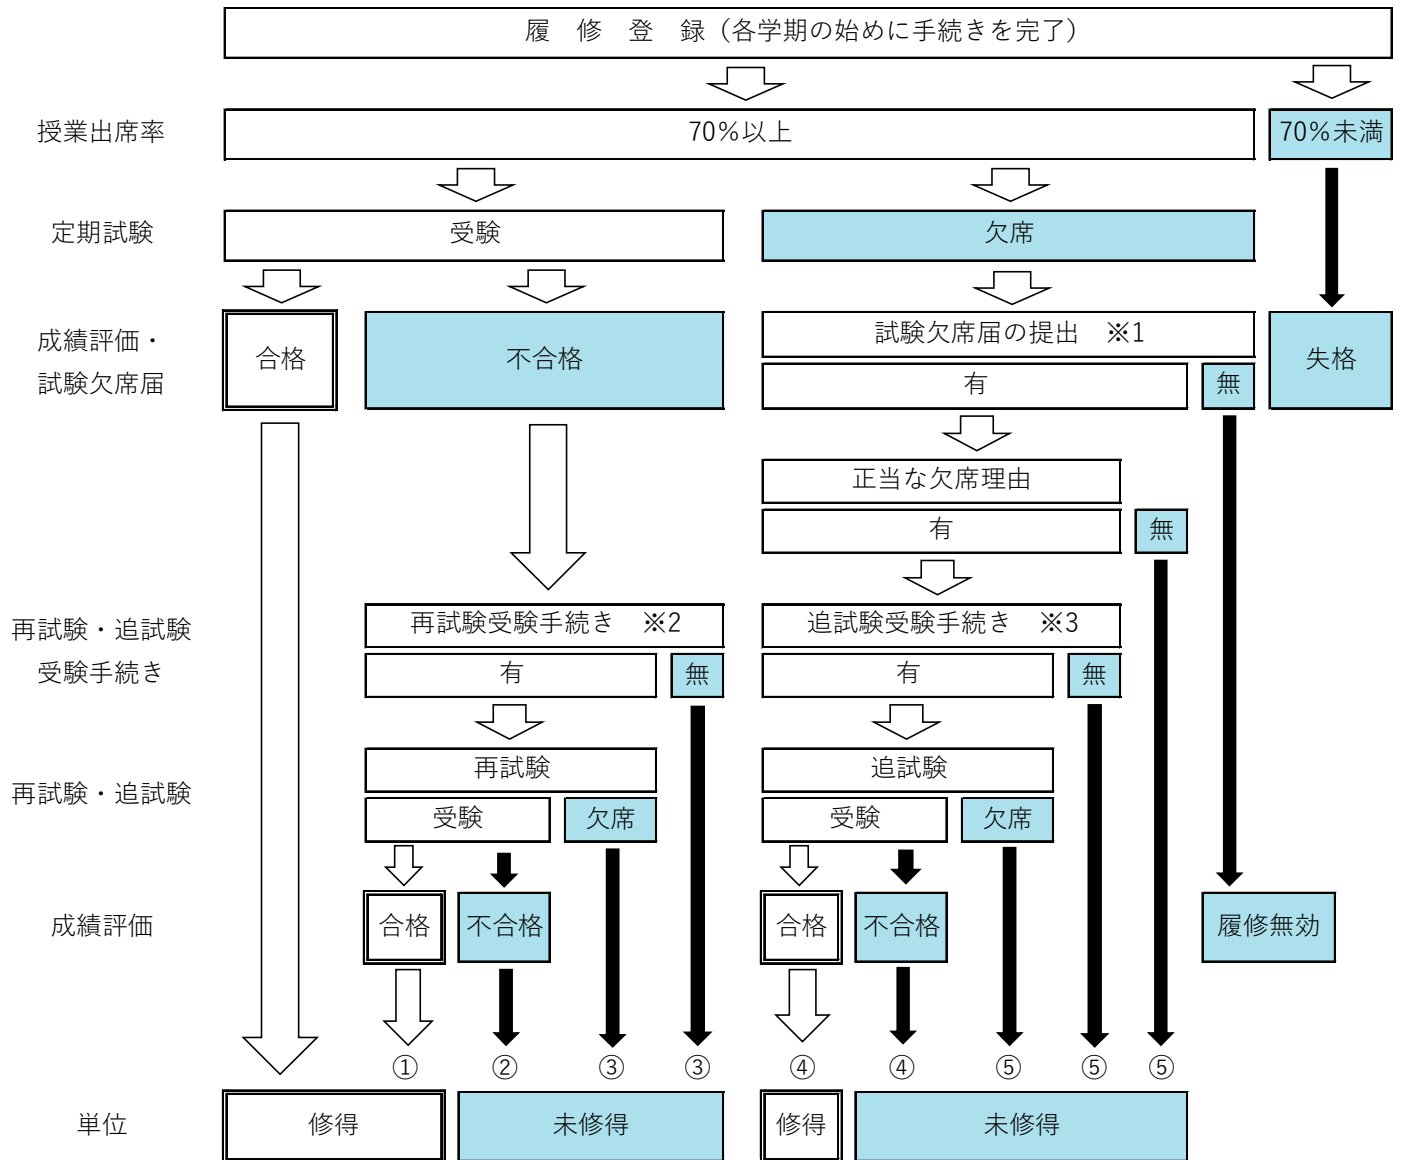 履　修　登　録（各学期の始めに手続きを完了）
授業出席率
70％以上
70％未満
定期試験
受験
欠席
成績評価・
試験欠席届
合格
不合格
試験欠席届の提出　※1
有
無
失格
正当な欠席理由
有
無
再試験・追試験
受験手続き
再試験受験手続き　※2
有
無
追試験受験手続き　※3
有
無
再試験・追試験
再試験
受験
欠席
追試験
受験
欠席
成績評価
合格
不合格
合格
不合格
履修無効
①
②
③
③
④
④
⑤
⑤
⑤
単位
修得
未修得
修得
未修得